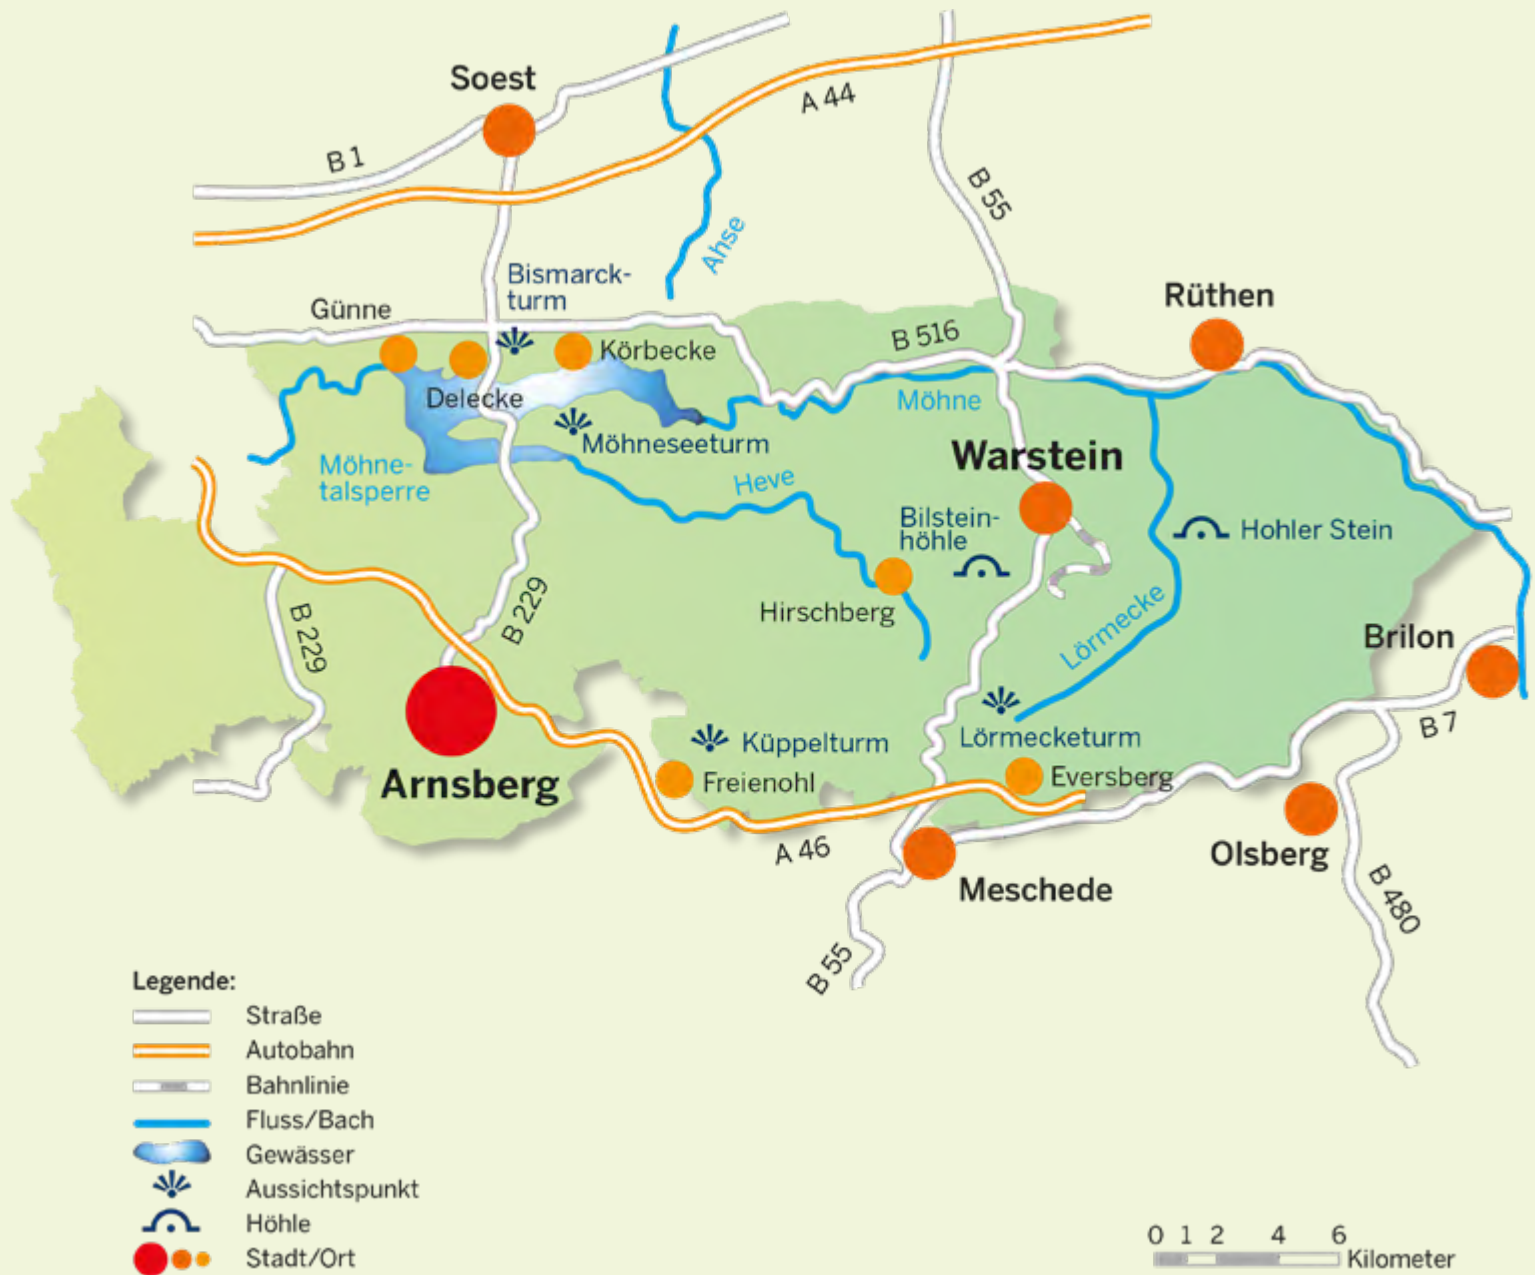 Soest
B 1
A 44
B 55
Ahse
Bismarck-
turm
Günne
Rüthen
B 516
Körbecke
Delecke
Möhne
Möhneseeturm
Warstein
Möhne-
talsperre
Heve
Bilstein-
höhle
Hohler Stein
Hirschberg
B 229
B 229
Lörmecke
Brilon
B 7
Küppelturm
Lörmecketurm
Arnsberg
Freienohl
Eversberg
A 46
Olsberg
Meschede
B 480
B 55
Legende:
Straße
Autobahn
Bahnlinie
Fluss/Bach
Gewässer
Aussichtspunkt
Höhle
Stadt/Ort
0 1 2 4 6
Kilometer